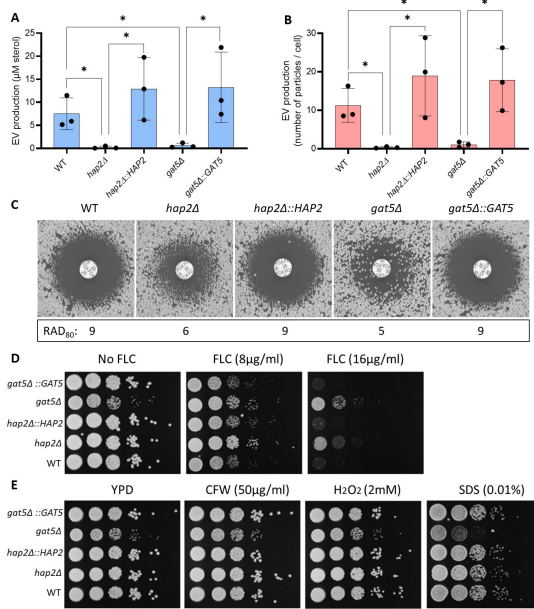 A
B
*
*
*
*
EV production (µM sterol)
25
20
15
10
5
0
WT
hap2Δ
hap2Δ::HAP2
gat5Δ
gat5Δ::GAT5
*
*
*
*
EV production
(number of particles / cell)
40
30
20
10
0
WT
hap2Δ
hap2Δ::HAP2
gat5Δ
gat5Δ::GAT5
C
WT hap2Δ hap2Δ::HAP2 gat5Δ gat5Δ::GAT5
RAD80: 9 6 9 5 9
D
No FLC FLC (8µg/ml) FLC (16µg/ml)
gat5Δ ::GAT5
gat5Δ
hap2Δ::HAP2
hap2Δ
WT
E
YPD CFW (50µg/ml) H2O2 (2mM) SDS (0.01%)
gat5Δ ::GAT5
gat5Δ
hap2Δ::HAP2
hap2Δ
WT